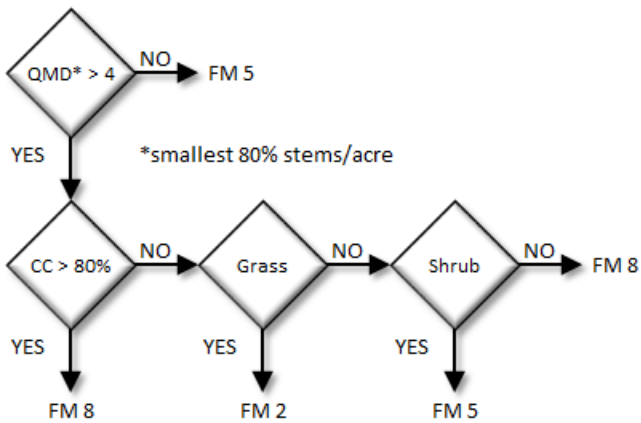 QMD* > 4
NO
FM 5
YES
*smallest 80% stems/acre
CC > 80%
NO
Grass
NO
Shrub
NO
FM 8
YES
YES
YES
FM 8
FM 2
FM 5